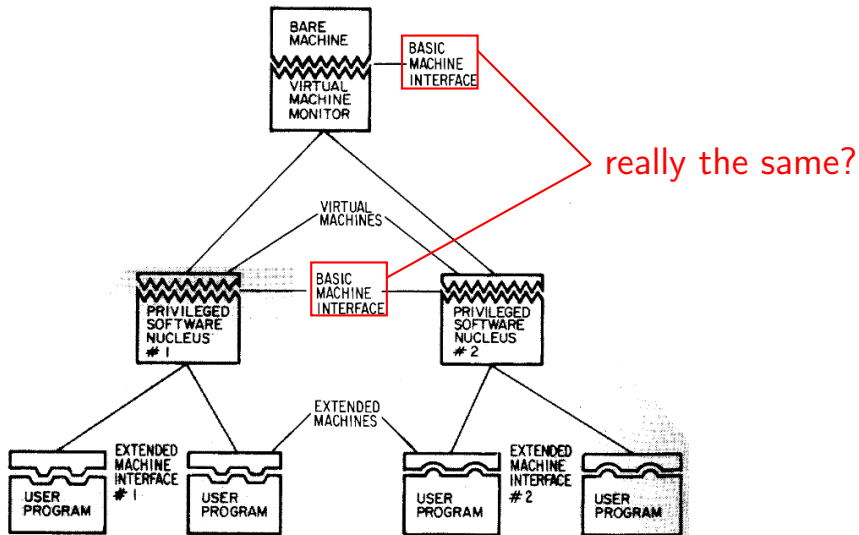 BARE
MACHINE
BASIC
MACHINE
INTERFACE
VIRTUAL
MACHINE
MONITOR
really the same?
VIRTUAL
MACHINES
BASIC
MACHINE
INTERFACE
PRIVILEGED
SOFTWARE
NUCLEUS
# 1
PRIVILEGED
SOFTWARE
NUCLEUS
# 2
EXTENDED
MACHINES
EXTENDED
MACHINE
INTERFACE
# 1
EXTENDED
MACHINE
INTERFACE
# 2
USER
PROGRAM
USER
PROGRAM
USER
PROGRAM
USER
PROGRAM